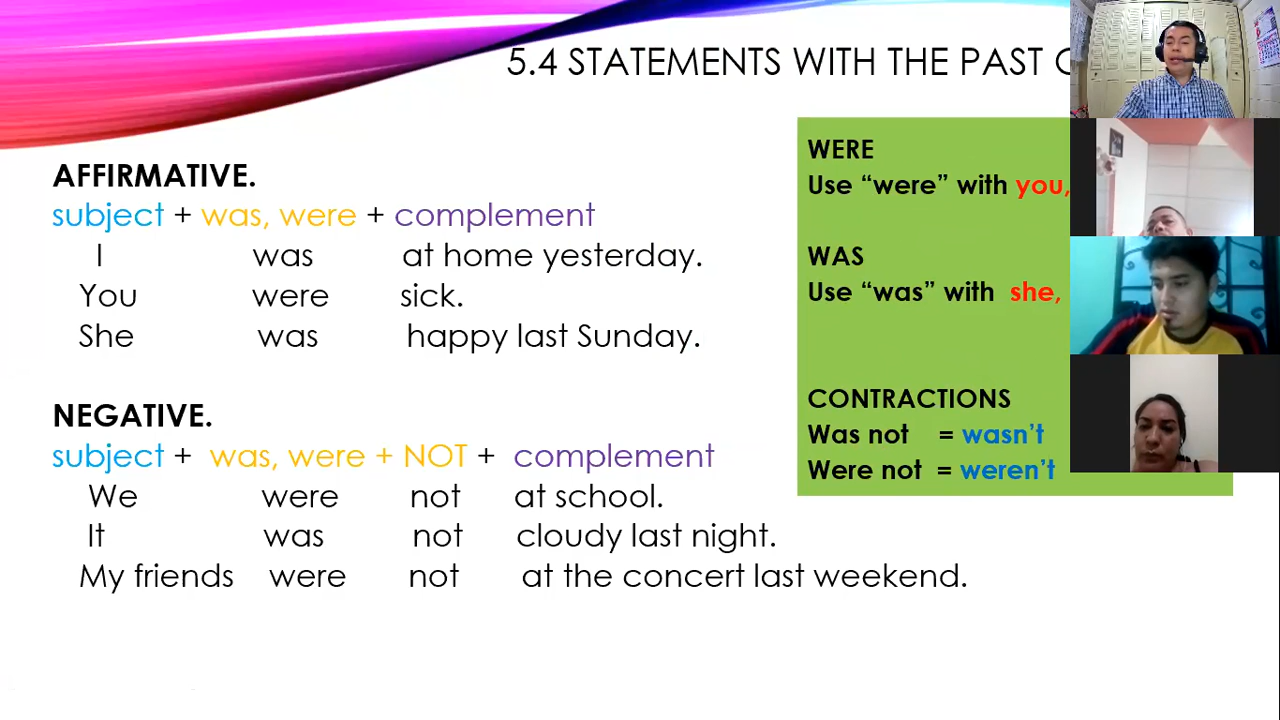 5.4 STATEMENTS WITH THE PAST
AFFIRMATIVE.
subject + was, were + complement
I was at home yesterday.
You were sick.
She was happy last Sunday.
NEGATIVE.
subject + was, were + NOT + complement
We were not at school.
It was not cloudy last night.
My friends were not at the concert last weekend.
WERE
Use “were” with you,
WAS
Use “was” with she,
CONTRACTIONS
Was not = wasn’t
Were not = weren’t